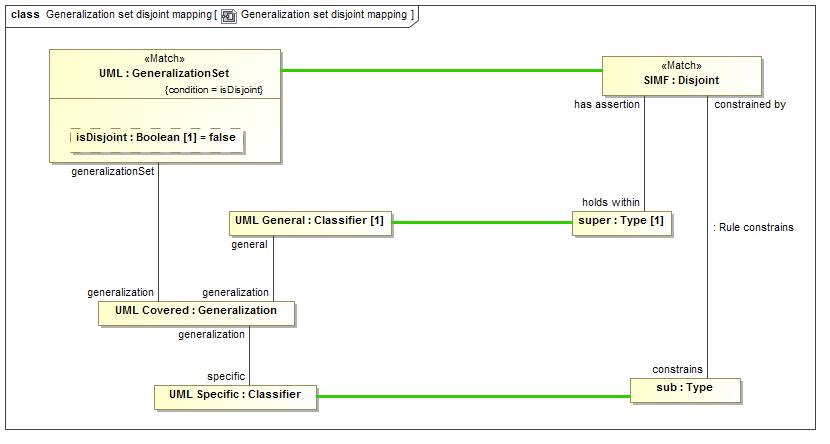 class Generalization set disjoint mapping [ Generalization set disjoint mapping ]
«Match»
UML : GeneralizationSet
{condition = isDisjoint}
isDisjoint : Boolean [1] = false
generalizationSet
«Match»
SIMF : Disjoint
has assertion
constrained by
holds within
UML General : Classifier [1]
super : Type [1]
general
: Rule constrains
generalization
generalization
UML Covered : Generalization
generalization
specific
constrains
UML Specific : Classifier
sub : Type